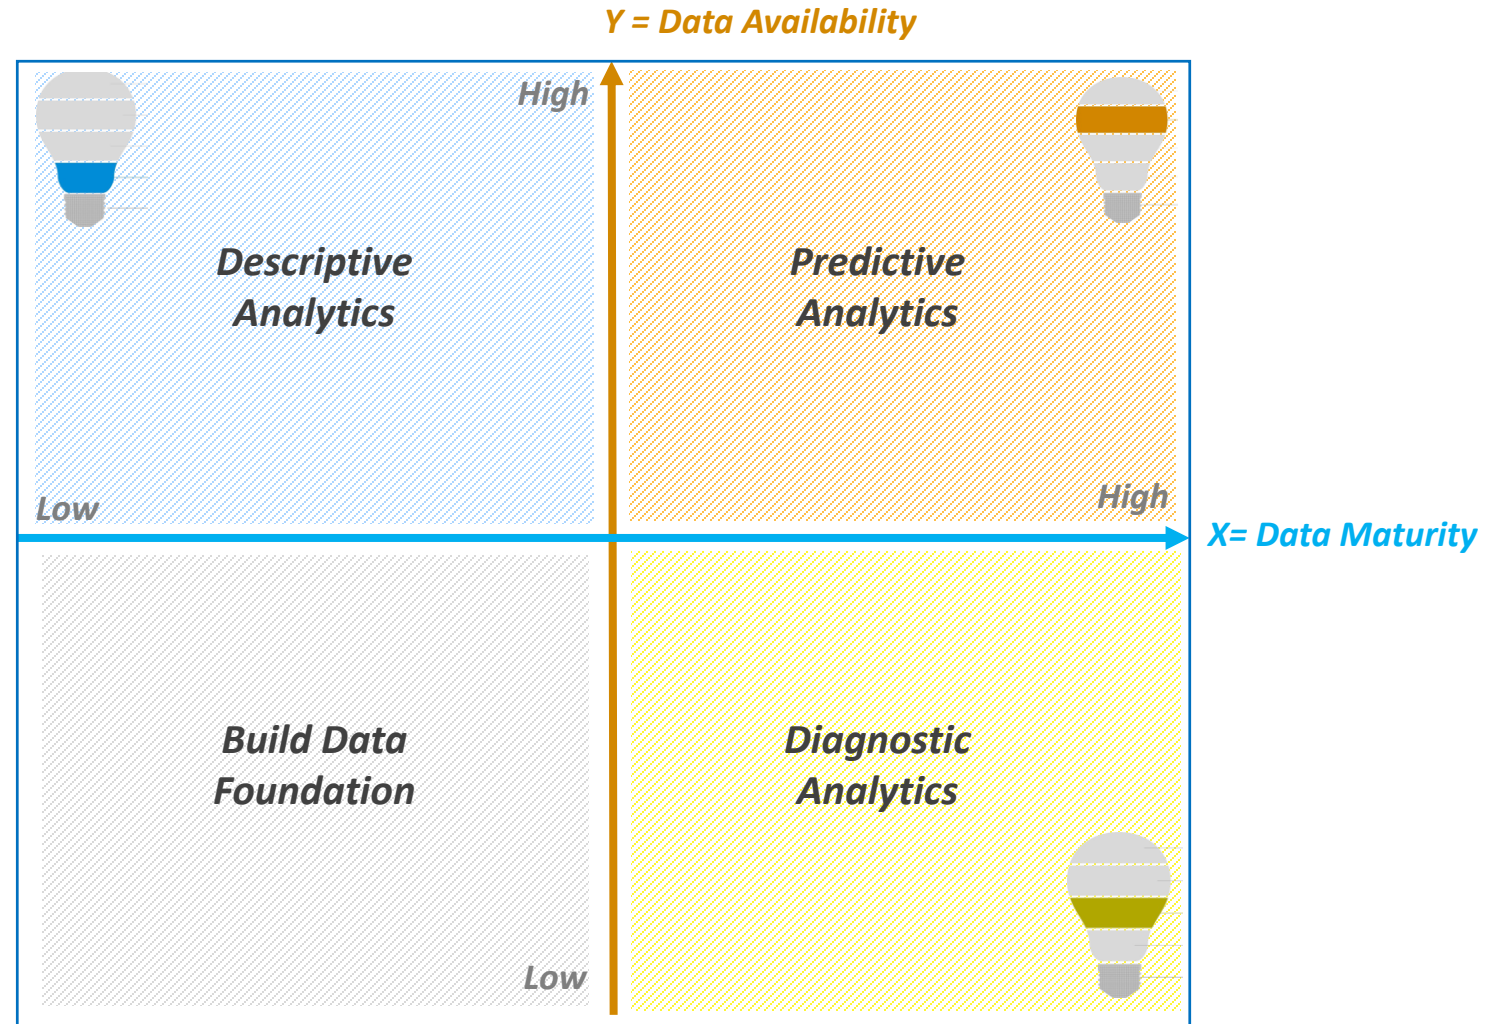 Y = Data Availability
High
Descriptive
Analytics
Predictive
Analytics
Low
High
X= Data Maturity
Build Data
Foundation
Diagnostic
Analytics
Low